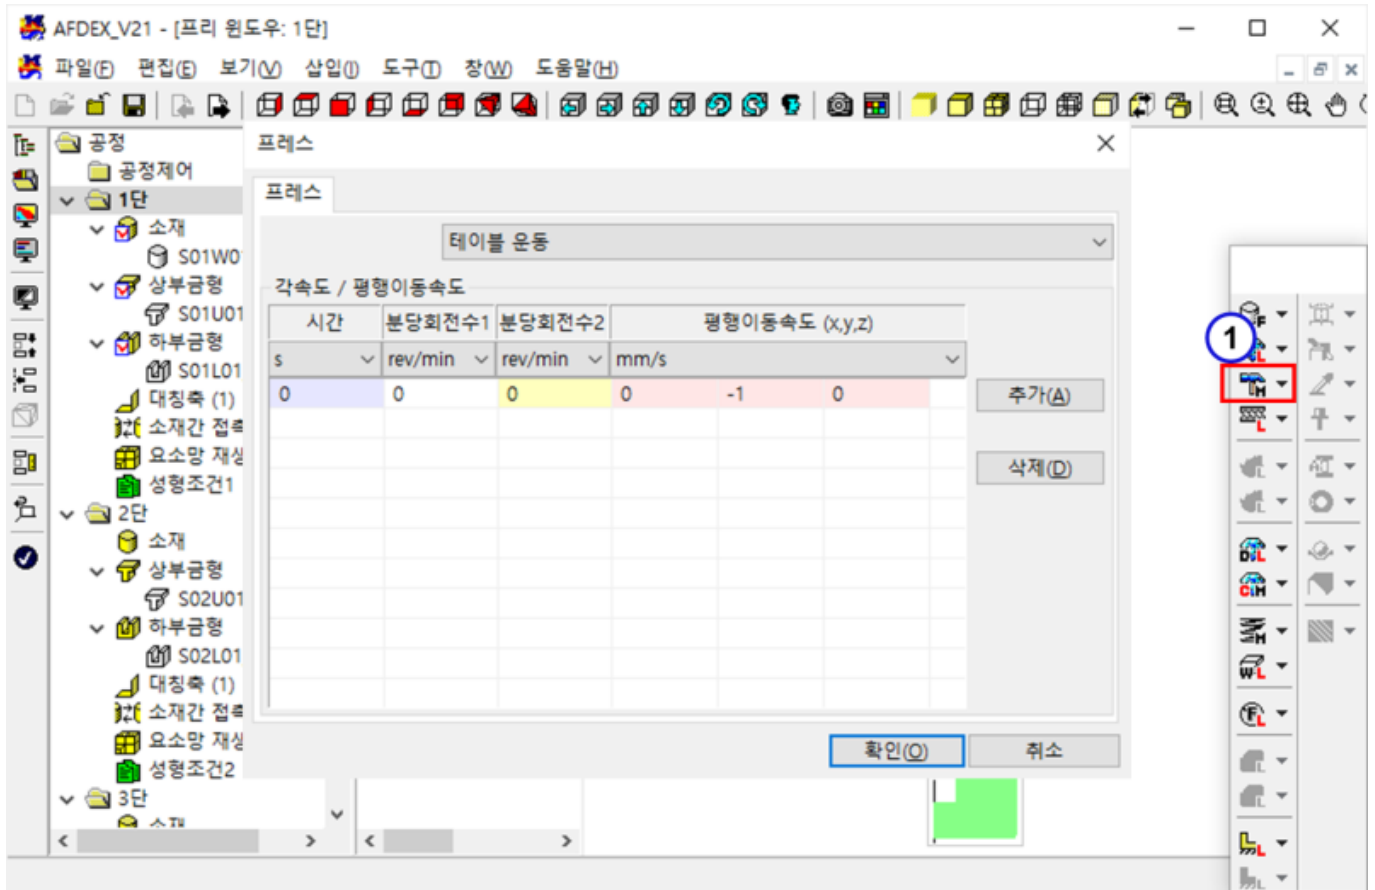 AFDEX_V21 - [프리 윈도우: 1단]
파일(F) 편집(E) 보기(V) 삽입(I) 도구(T) 창(W) 도움말(H)
공정
공정제어
1단
소재
S01W0
상부금형
S01U01
하부금형
S01L01
대칭축 (1)
소재간 접촉
요소망 재생
성형조건1
2단
소재
상부금형
S02U01
하부금형
S02L01
대칭축 (1)
소재간 접촉
요소망 재생
성형조건2
3단
소재
프레스
프레스
테이블 운동
각속도 / 평행이동속도
시간 분당회전수1 분당회전수2 평행이동속도 (x,y,z)
s rev/min rev/min mm/s
0 0 0 0 -1 0
추가(A)
삭제(D)
확인(O) 취소
1